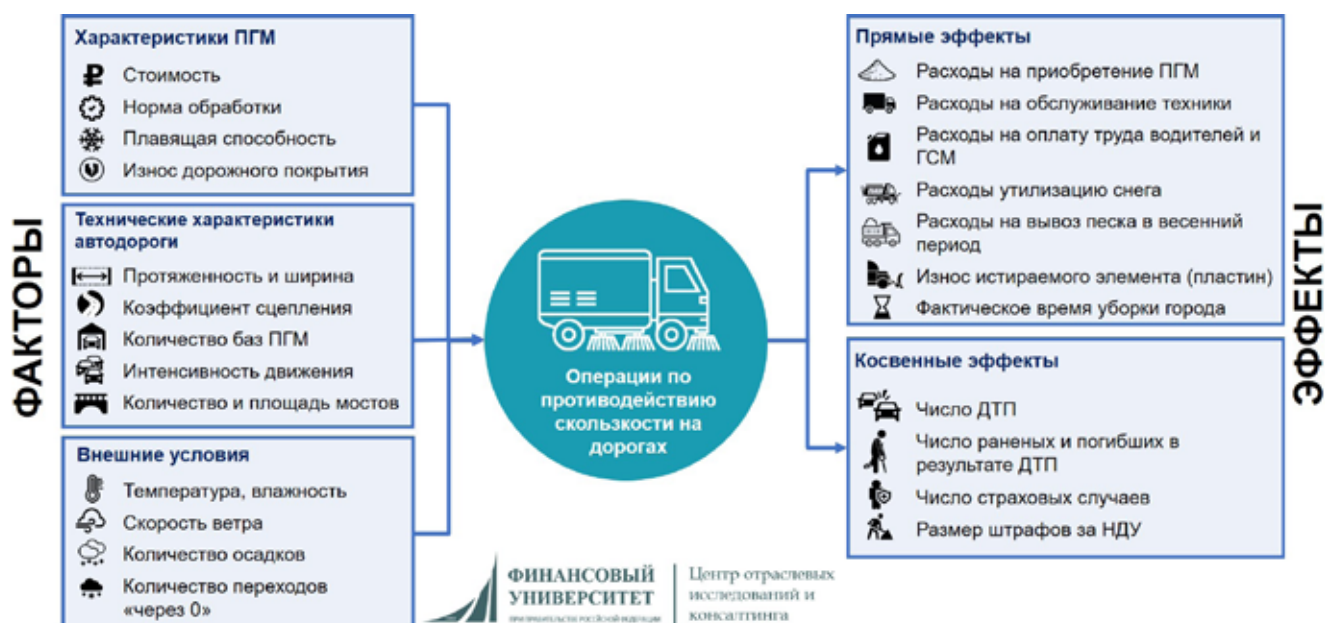 ФАКТОРЫ
Характеристики ПГМ
Стоимость
Норма обработки
Плавящая способность
Износ дорожного покрытия
Технические характеристики
автодороги
Протяженность и ширина
Коэффициент сцепления
Количество баз ПГМ
Интенсивность движения
Количество и площадь мостов
Внешние условия
Температура, влажность
Скорость ветра
Количество осадков
Количество переходов
«через 0»
Операции по
противодействию
скользкости на
дорогах
Прямые эффекты
Расходы на приобретение ПГМ
Расходы на обслуживание техники
Расходы на оплату труда водителей и
ГСМ
Расходы утилизацию снега
Расходы на вывоз песка в весенний
период
Износ истираемого элемента (пластин)
Фактическое время уборки города
Косвенные эффекты
Число ДТП
Число раненых и погибших в
результате ДТП
Число страховых случаев
Размер штрафов за НДУ
ЭФФЕКТЫ
ФИНАНСОВЫЙ
УНИВЕРСИТЕТ
ПРИ ПРАВИТЕЛЬСТВЕ РОССИЙСКОЙ ФЕДЕРАЦИИ
Центр отраслевых
исследований и
консалтинга